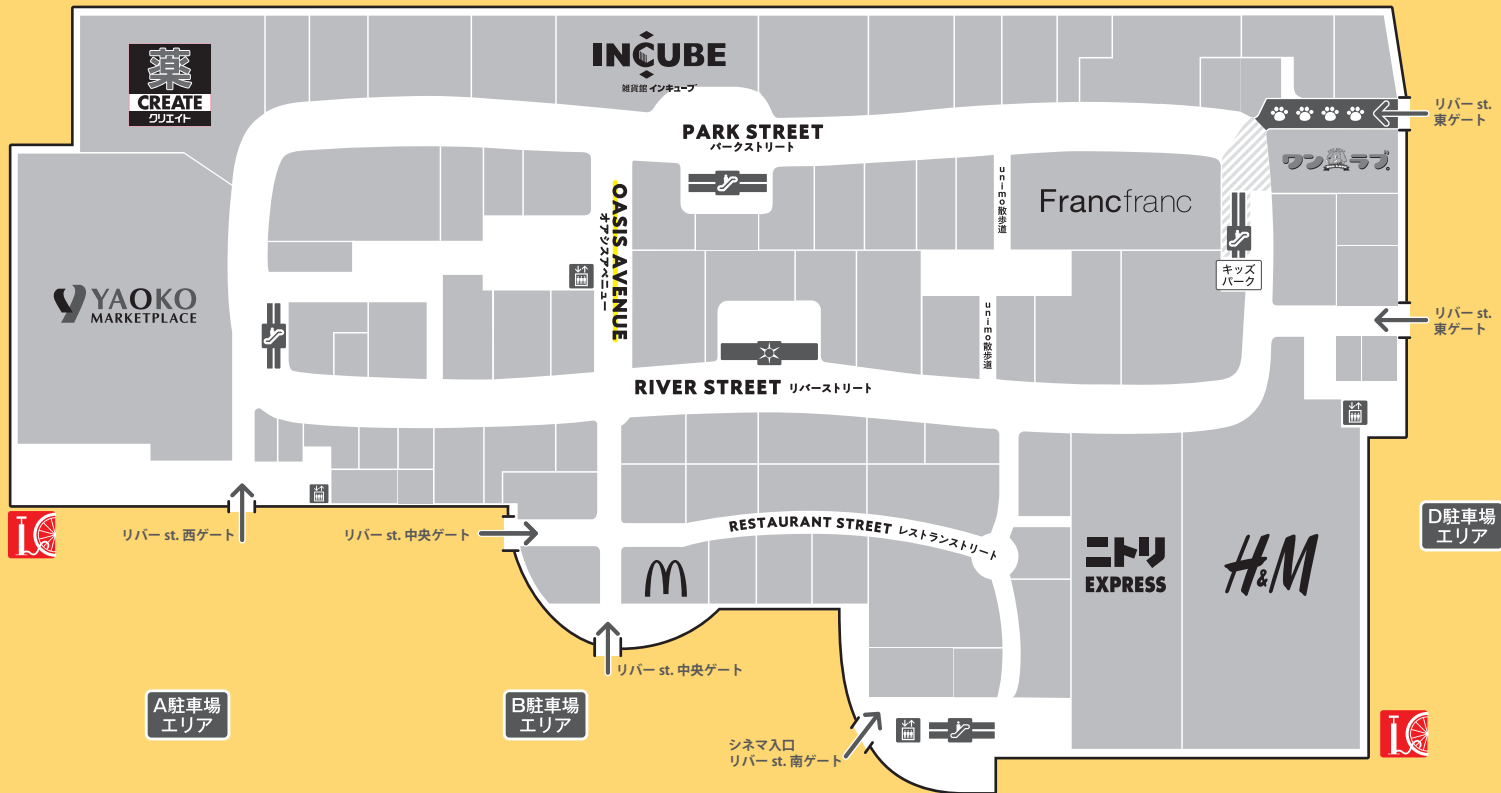 薬
CREATE
クリエイト
INCUBE
雑貨館 インキューブ
PARK STREET
パークストリート
リバー st.
東ゲート
ワンラブ
unimo散歩道
Francfranc
OASIS AVENUE
オアシスアベニュー
キッズ
パーク
YAOKO
MARKETPLACE
リバー st.
東ゲート
unimo散歩道
RIVER STREET リバーストリート
リバー st. 西ゲート
リバー st. 中央ゲート
RESTAURANT STREET レストランストリート
D駐車場
エリア
ニトリ
EXPRESS
H&M
リバー st. 中央ゲート
A駐車場
エリア
B駐車場
エリア
シネマ入口
リバー st. 南ゲート